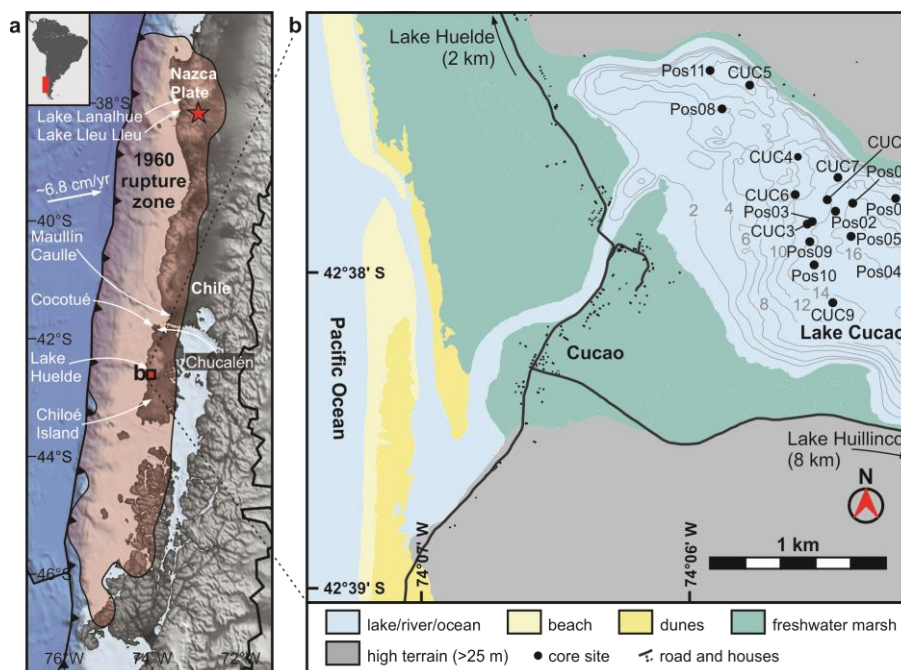 a
Nazca
Plate
38°S
Lake Lanalhue
Lake Lleu Lleu
1960
rupture
zone
~6.8 cm/yr
40°S
Maullín
Caulle
Chile
Cocotué
42°S
Lake
Huelde
Chucalén
b
Chiloé
Island
44°S
46°S
76°W
74°W
72°W
b
Lake Huelde
(2 km)
Pos11
CUC5
Pos08
CUC4
CUC7
CUC
CUC6
Pos0
Pos03
Pos0
CUC3
Pos02
Pos05
Pos09
Pos04
Pos10
CUC9
2
4
6
8
10
12
14
16
Lake Cucao
42°38' S
Pacific Ocean
Cucao
Lake Huillinco
(8 km)
N
1 km
42°39' S
74°07' W
74°06' W
lake/river/ocean
beach
dunes
freshwater marsh
high terrain (>25 m)
core site
road and houses